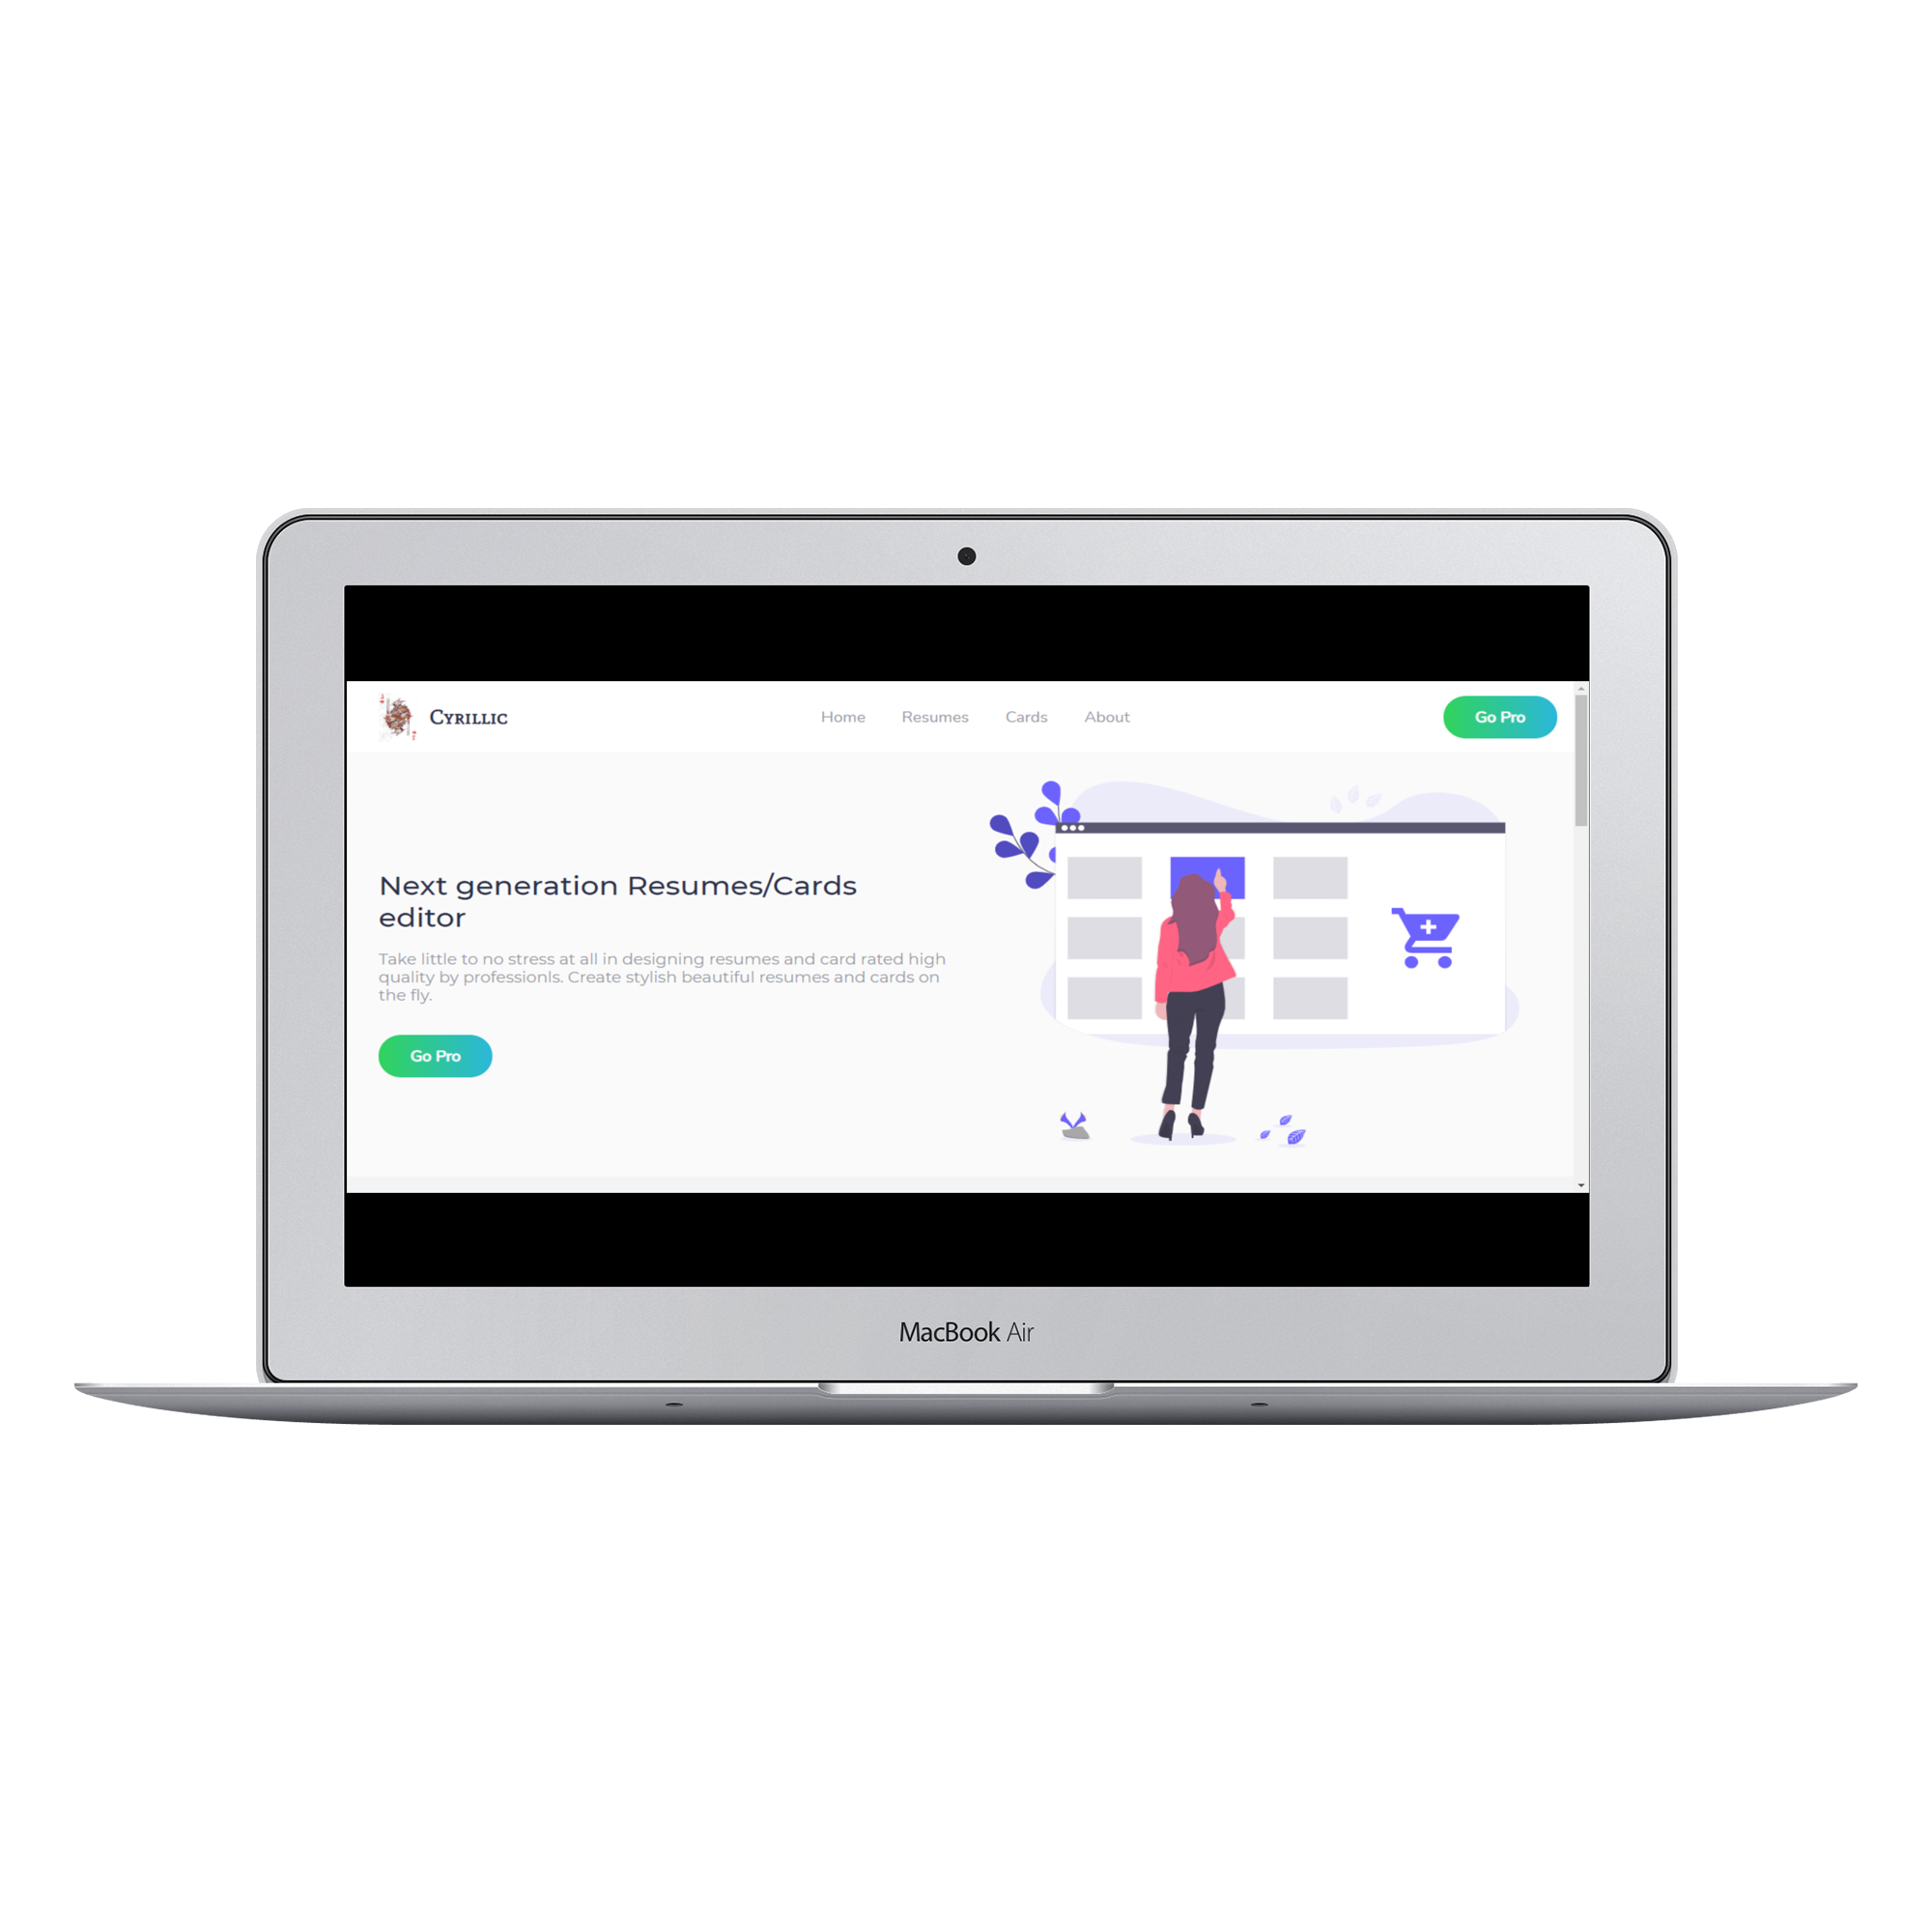 Cyrillic
Home Resumes Cards About
Go Pro
Next generation Resumes/Cards
editor
Take little to no stress at all in designing resumes and card rated high
quality by professionls. Create stylish beautiful resumes and cards on
the fly.
Go Pro
MacBook Air